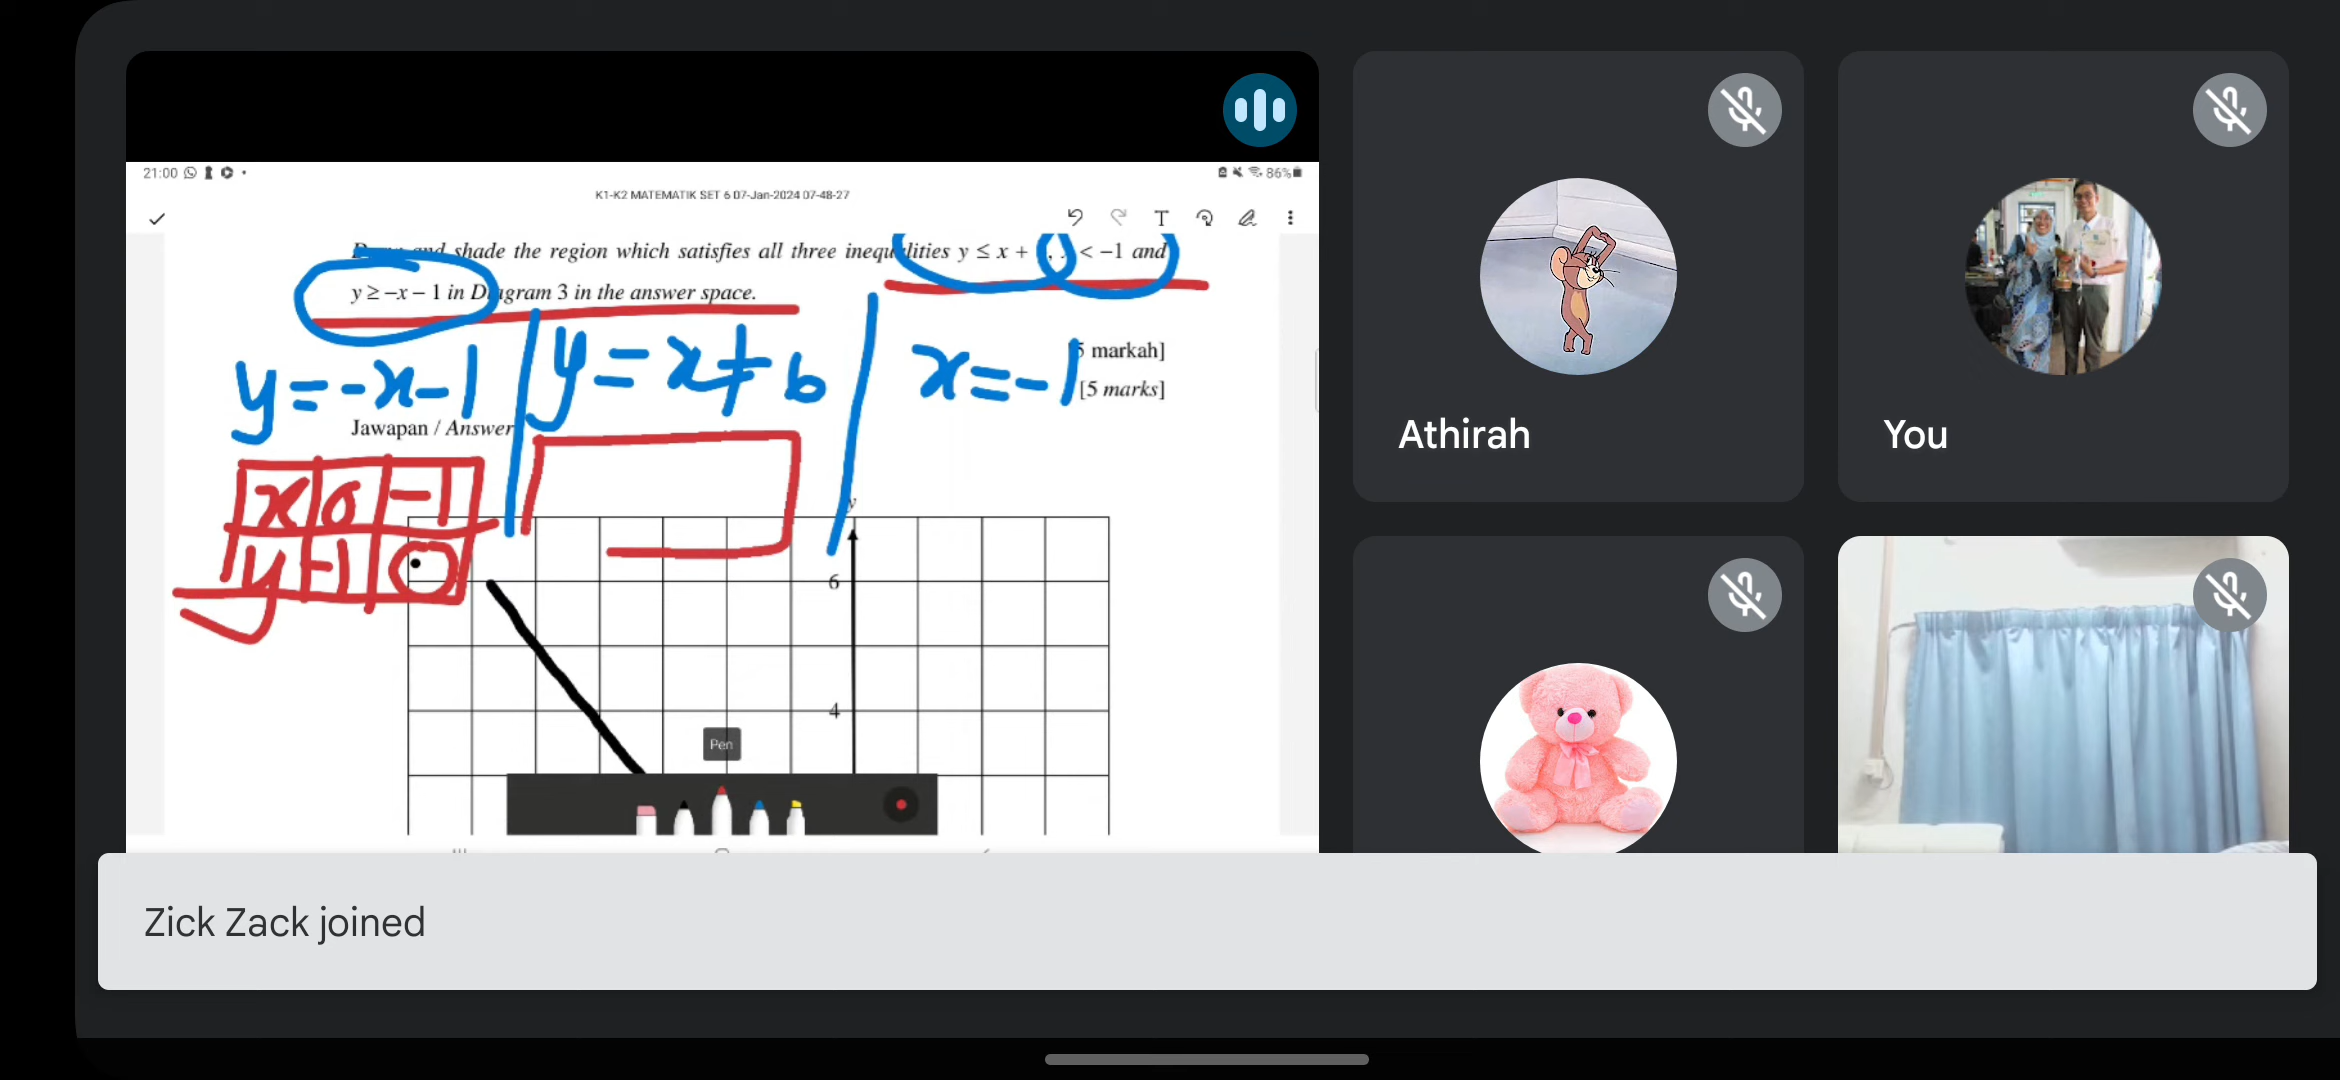 21:00
86%
K1-K2 MATEMATIK SET 6 07-Jan-2024 07-48-27
T
and shade the region which satisfies all three inequalities y ≤ x + , < −1 and
y ≥ −x − 1 in Diagram 3 in the answer space.
[5 markah]
[5 marks]
y = -x - 1
y = x + 6
x = -1
Jawapan / Answer
x 0 -1
y -1 0
y
6
4
Pen
Athirah
You
Zick Zack joined